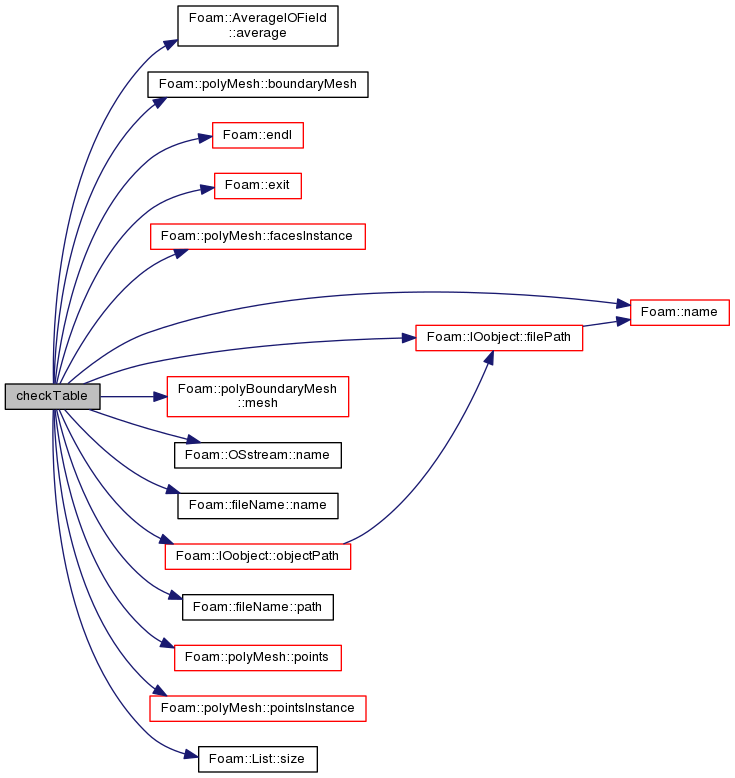 Foam::AverageIOField
::average
Foam::polyMesh::boundaryMesh
Foam::endl
Foam::exit
Foam::polyMesh::facesInstance
Foam::name
Foam::IOobject::filePath
checkTable
Foam::polyBoundaryMesh
::mesh
Foam::OSstream::name
Foam::fileName::name
Foam::IOobject::objectPath
Foam::fileName::path
Foam::polyMesh::points
Foam::polyMesh::pointsInstance
Foam::List::size